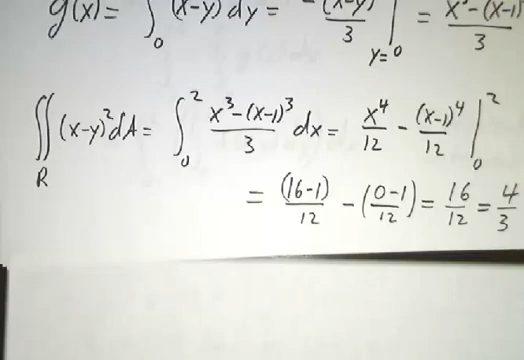 g(x) = ∫₀ (x-y) dy = -(x-y)/3 |y=0 = x³-(x-1)/3
∬R (x-y)² dA = ∫₀² (x³-(x-1)³)/3 dx = x⁴/12 - (x-1)⁴/12 |₀²
= (16-1)/12 - (0-1)/12 = 16/12 = 4/3